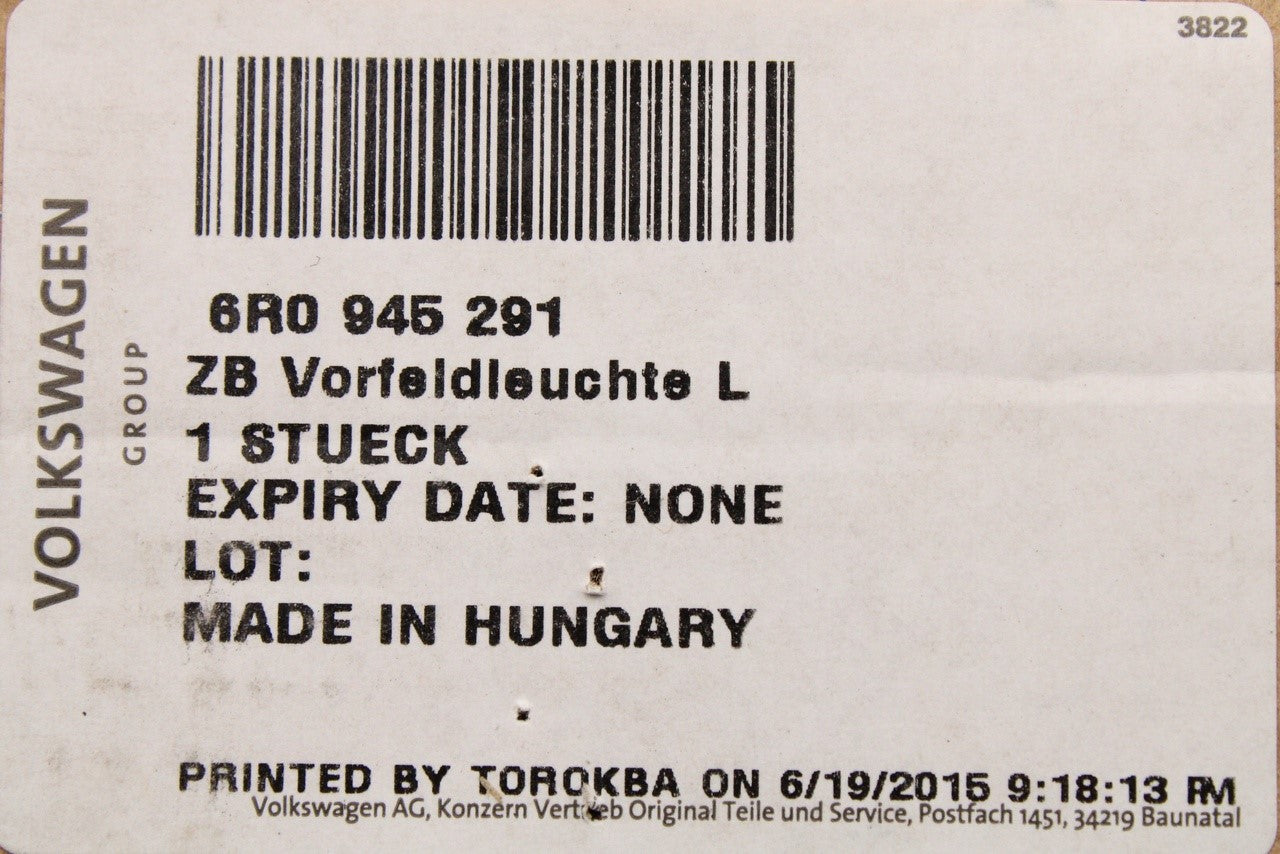 3822
VOLKSWAGEN
GROUP
6R0 945 291
ZB Vorfeldleuchte L
1 STUECK
EXPIRY DATE: NONE
LOT:
MADE IN HUNGARY
PRINTED BY TOROKBA ON 6/19/2015 9:18:13 PM
Volkswagen AG, Konzern Vertrieb Original Teile und Service, Postfach 1451, 34219 Baunatal